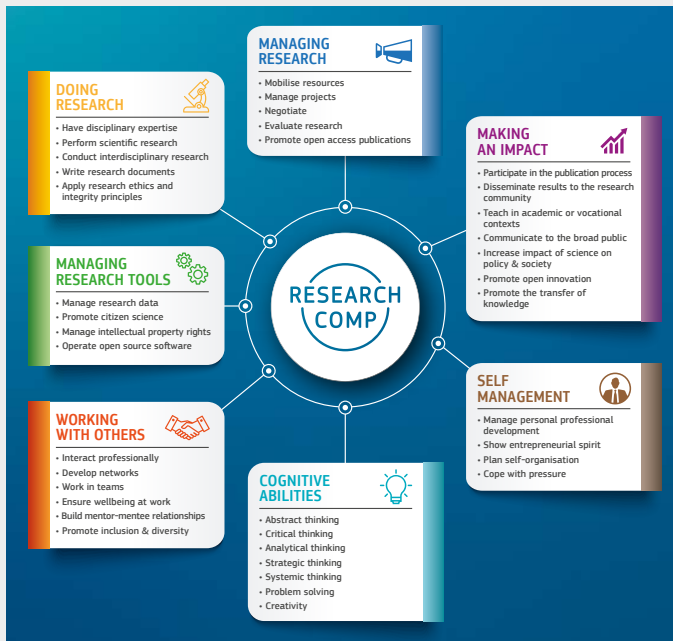 MANAGING
RESEARCH
• Mobilise resources
• Manage projects
• Negotiate
• Evaluate research
• Promote open access publications
DOING
RESEARCH
• Have disciplinary expertise
• Perform scientific research
• Conduct interdisciplinary research
• Write research documents
• Apply research ethics and
integrity principles
MAKING
AN IMPACT
• Participate in the publication process
• Disseminate results to the research
community
• Teach in academic or vocational
contexts
• Communicate to the broad public
• Increase impact of science on
policy & society
• Promote open innovation
• Promote the transfer of
knowledge
MANAGING
RESEARCH TOOLS
• Manage research data
• Promote citizen science
• Manage intellectual property rights
• Operate open source software
RESEARCH
COMP
SELF
MANAGEMENT
• Manage personal professional
development
• Show entrepreneurial spirit
• Plan self-organisation
• Cope with pressure
WORKING
WITH OTHERS
• Interact professionally
• Develop networks
• Work in teams
• Ensure wellbeing at work
• Build mentor-mentee relationships
• Promote inclusion & diversity
COGNITIVE
ABILITIES
• Abstract thinking
• Critical thinking
• Analytical thinking
• Strategic thinking
• Systemic thinking
• Problem solving
• Creativity